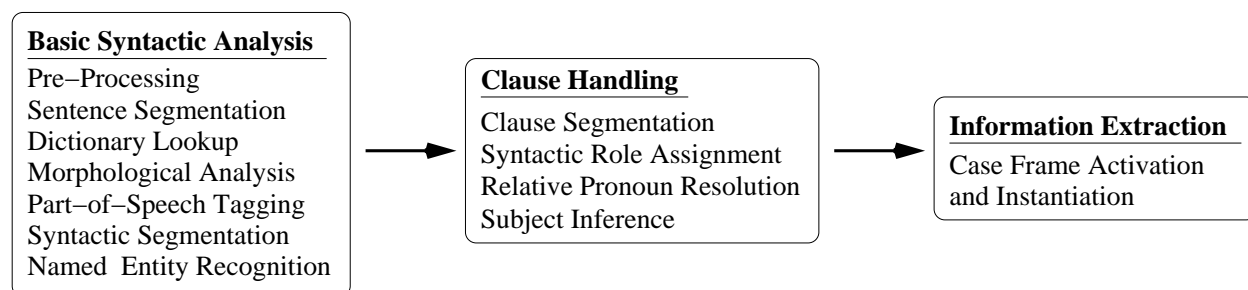 Basic Syntactic Analysis
Pre−Processing
Sentence Segmentation
Dictionary Lookup
Morphological Analysis
Part−of−Speech Tagging
Syntactic Segmentation
Named Entity Recognition
Clause Handling
Clause Segmentation
Syntactic Role Assignment
Relative Pronoun Resolution
Subject Inference
Information Extraction
Case Frame Activation
and Instantiation